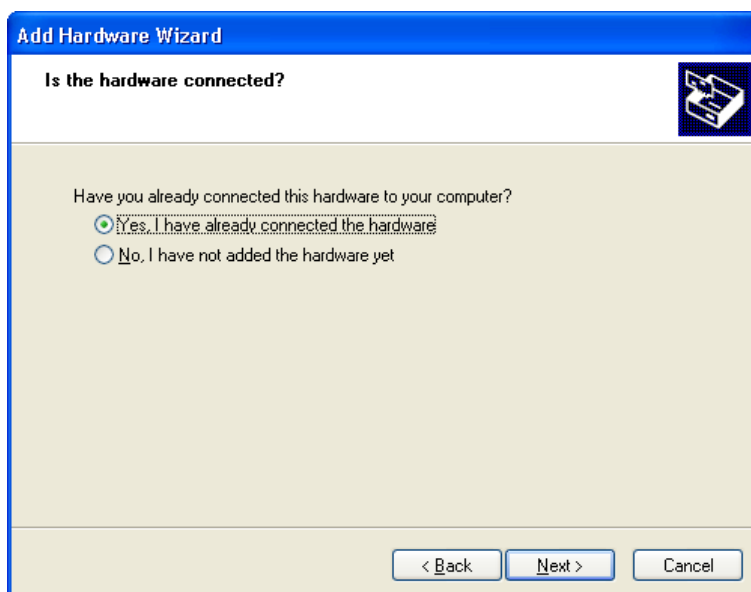 Add Hardware Wizard
Is the hardware connected?
Have you already connected this hardware to your computer?
Yes, I have already connected the hardware
No, I have not added the hardware yet
< Back Next > Cancel